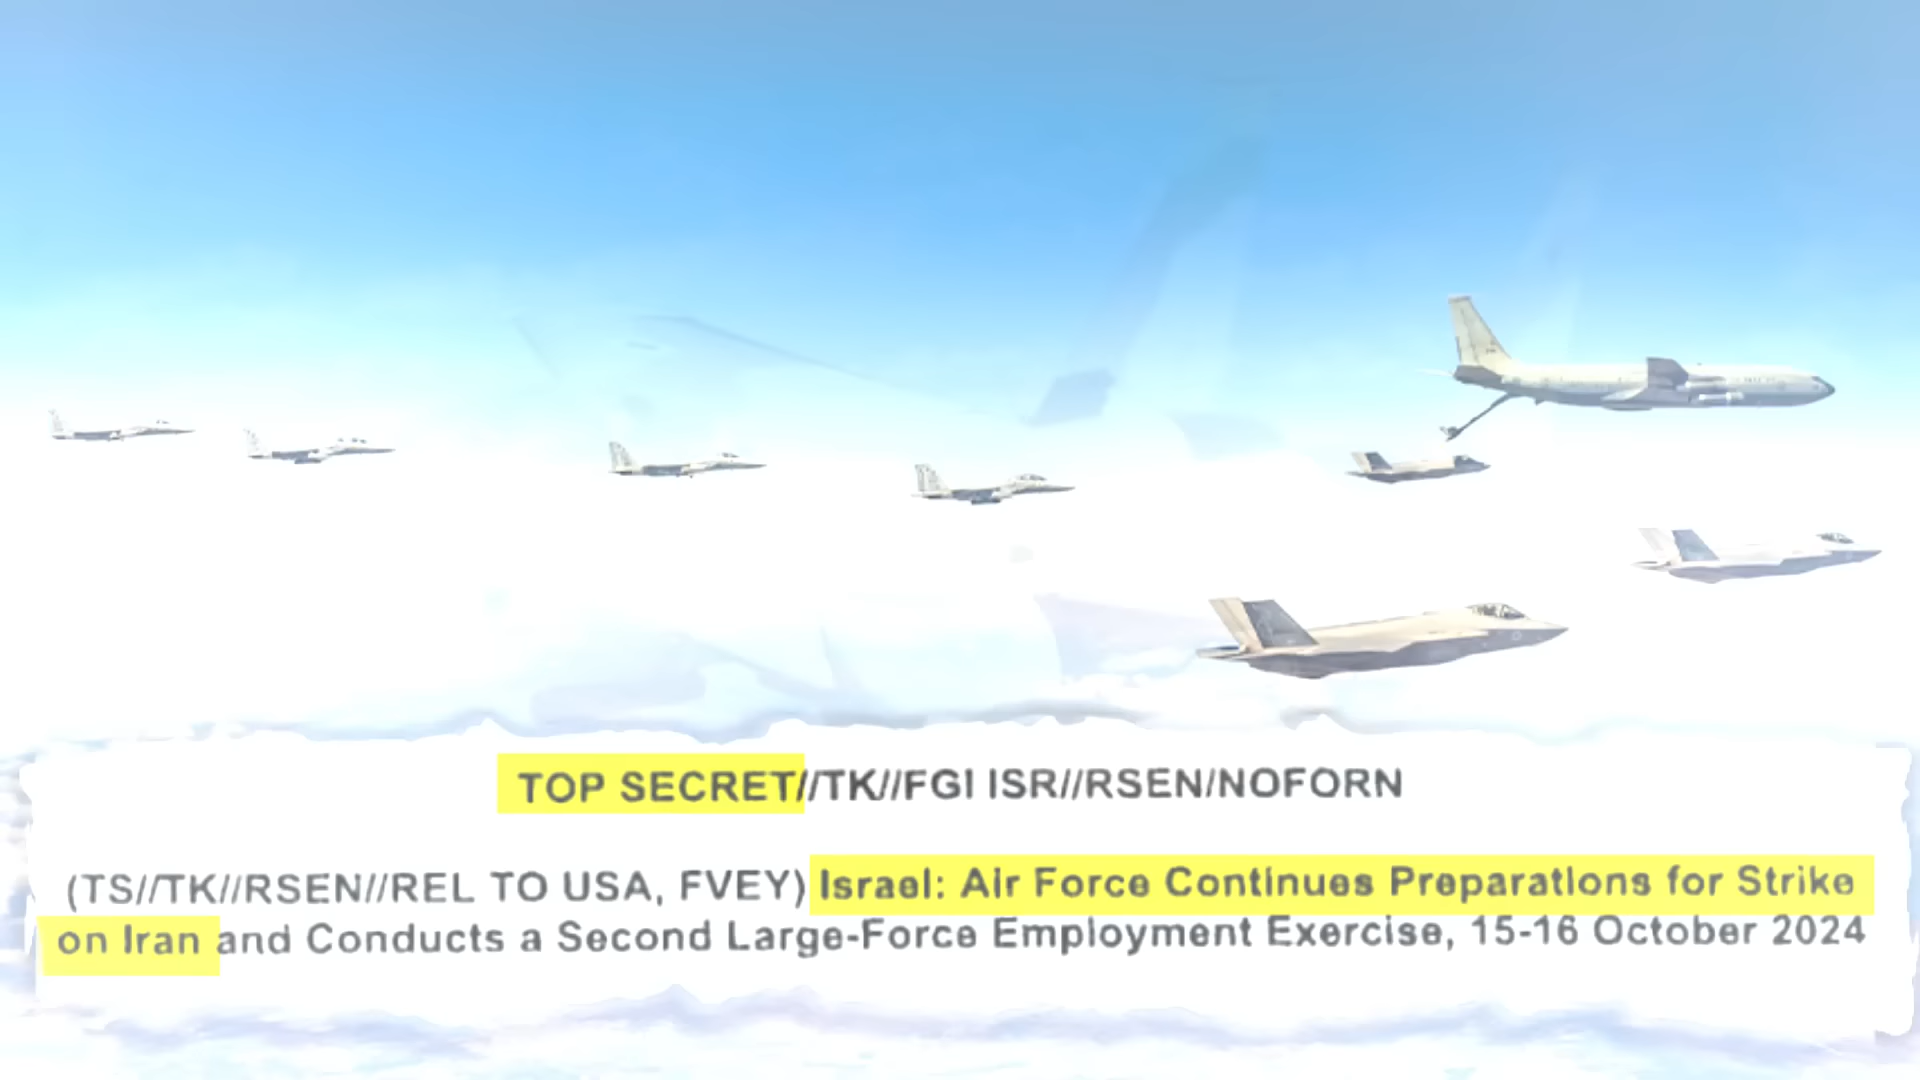 TOP SECRET//TK//FGI ISR//RSEN/NOFORN
(TS//TK//RSEN//REL TO USA, FVEY) Israel: Air Force Continues Preparations for Strike
on Iran and Conducts a Second Large-Force Employment Exercise, 15-16 October 2024